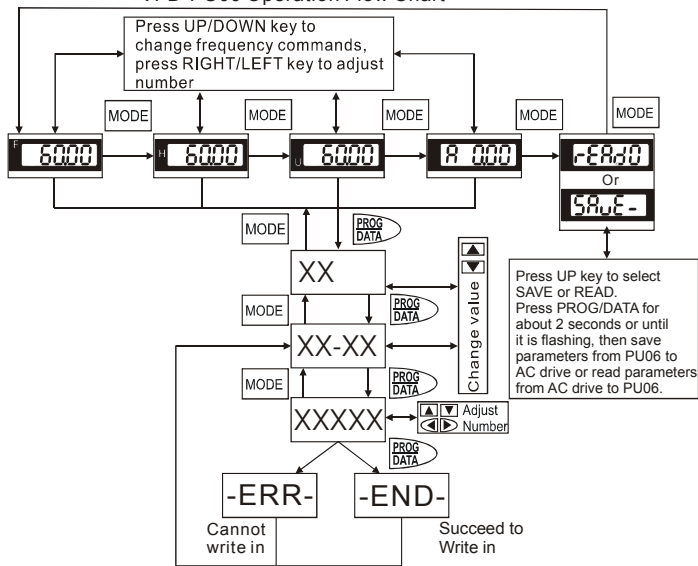 VFD-PU06 Operation Flow Chart
Press UP/DOWN key to
change frequency commands,
press RIGHT/LEFT key to adjust
number
MODE
MODE
MODE
MODE
MODE
F 60.00
H 60.00
U 60.00
A 0.00
rEAd0
Or
SAvE-
MODE
PROG
DATA
XX
MODE
PROG
DATA
XX-XX
Change value
MODE
PROG
DATA
XXXXX
Adjust
Number
PROG
DATA
-ERR-
-END-
Cannot
write in
Succeed to
Write in
Press UP key to select
SAVE or READ.
Press PROG/DATA for
about 2 seconds or until
it is flashing, then save
parameters from PU06 to
AC drive or read parameters
from AC drive to PU06.